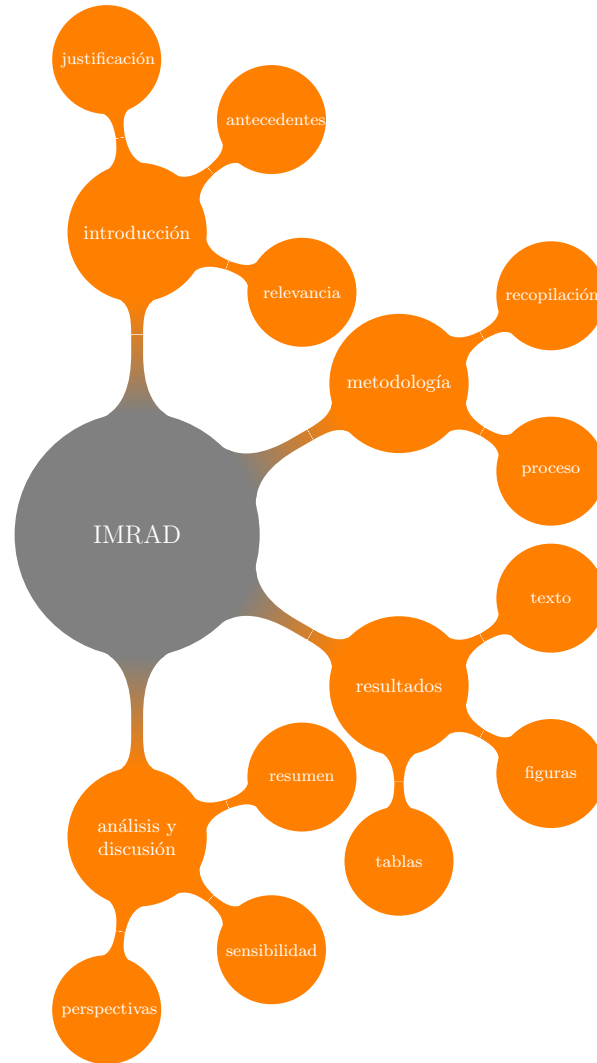 justificación
antecedentes
introducción
relevancia
recopilación
metodología
proceso
IMRAD
texto
resultados
figuras
tablas
resumen
análisis y
discusión
sensibilidad
perspectivas